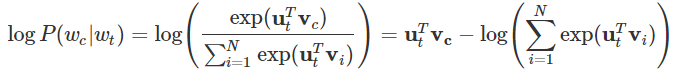 log P(w_c|w_t) = log( exp(u_t^T v_c) / ∑_{i=1}^N exp(u_t^T v_i) ) = u_t^T v_c − log( ∑_{i=1}^N exp(u_t^T v_i) )